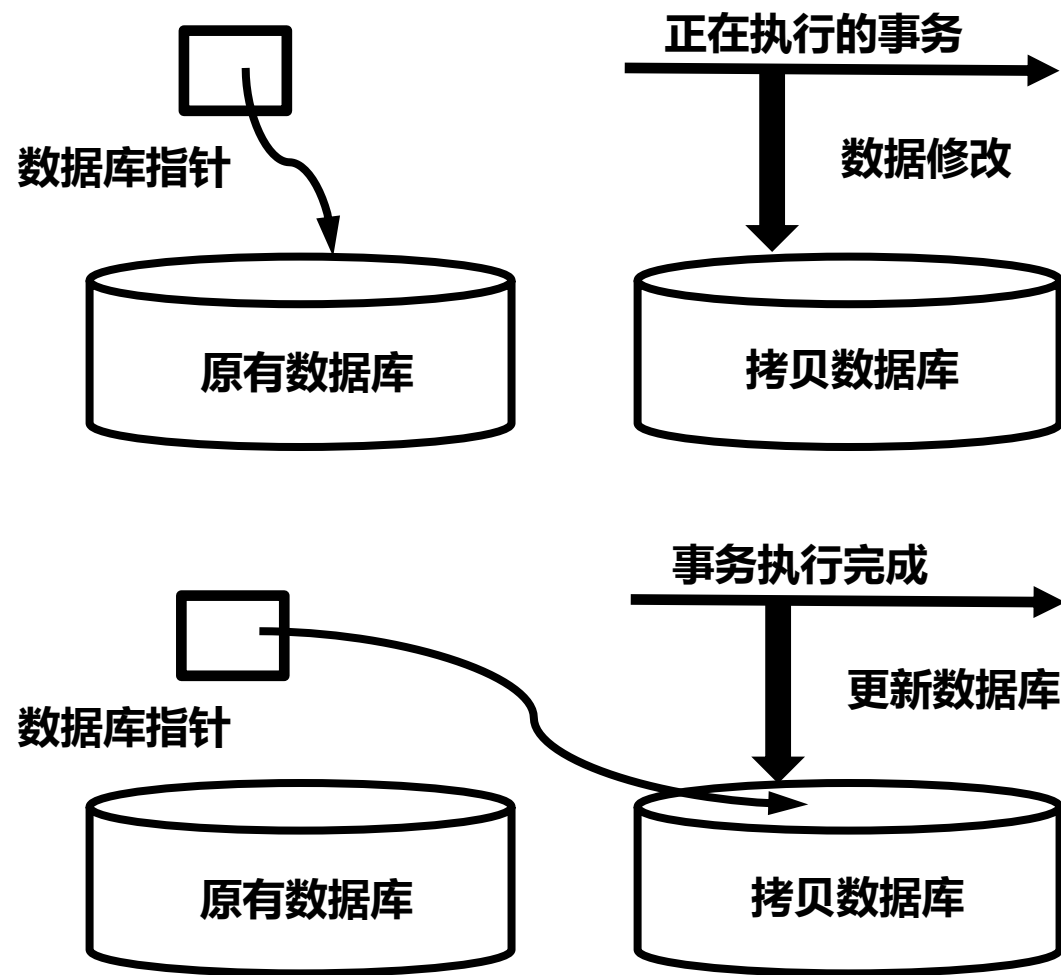 正在执行的事务
数据库指针
数据修改
原有数据库
拷贝数据库
事务执行完成
数据库指针
更新数据库
原有数据库
拷贝数据库